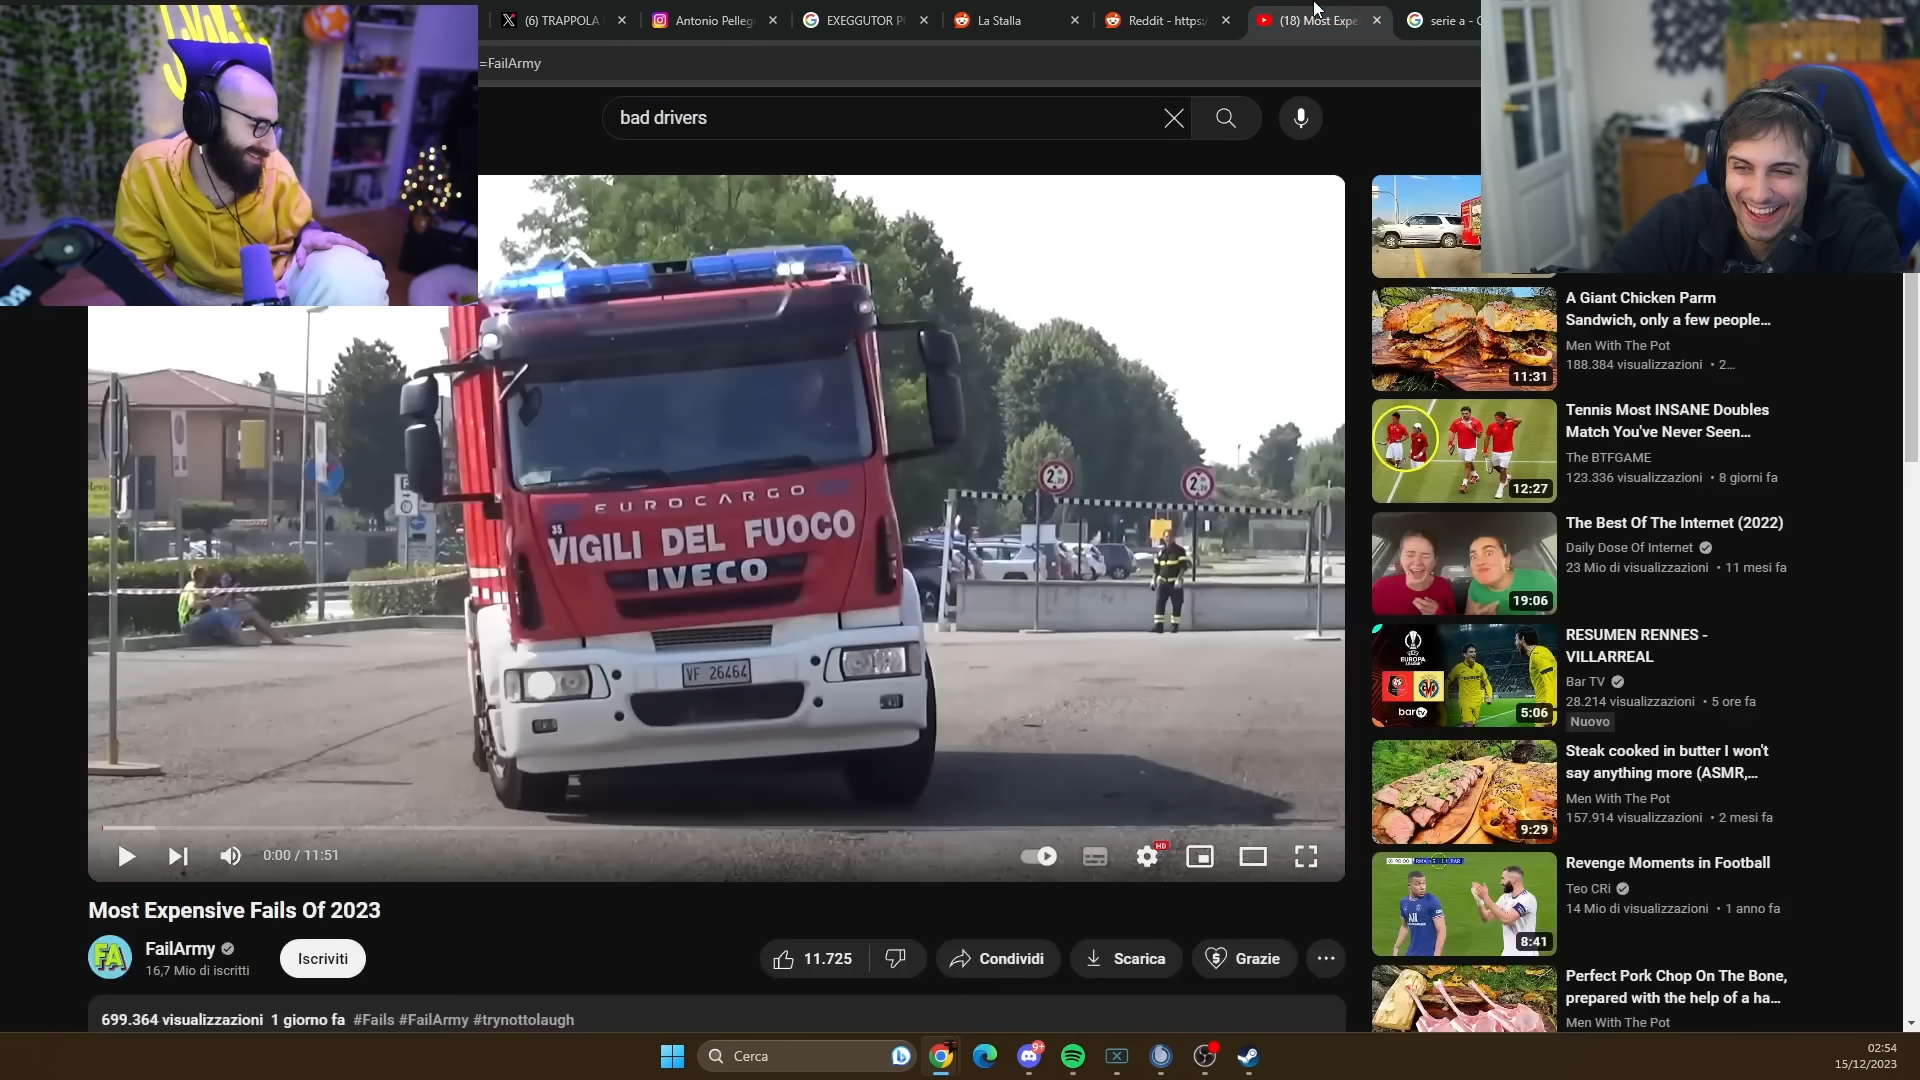 (6) TRAPPOLA
Antonio Pelleg
EXEGGUTOR P
La Stalla
Reddit - https:/
(18) Most Expe
serie a - G
=FailArmy
bad drivers
EUROCARGO
35
VIGILI DEL FUOCO
IVECO
VF 26464
0:00 / 11:51
HD
Most Expensive Fails Of 2023
FA
FailArmy
16,7 Mio di iscritti
Iscriviti
11.725
Condividi
Scarica
Grazie
699.364 visualizzazioni 1 giorno fa #Fails #FailArmy #trynottolaugh
A Giant Chicken Parm
Sandwich, only a few people...
Men With The Pot
188.384 visualizzazioni • 2...
11:31
Tennis Most INSANE Doubles
Match You've Never Seen...
The BTFGAME
123.336 visualizzazioni • 8 giorni fa
12:27
The Best Of The Internet (2022)
Daily Dose Of Internet
23 Mio di visualizzazioni • 11 mesi fa
19:06
EUROPA
LEAGUE
bar tv
RESUMEN RENNES -
VILLARREAL
Bar TV
28.214 visualizzazioni • 5 ore fa
Nuovo
5:06
Steak cooked in butter I won't
say anything more (ASMR,...
Men With The Pot
157.914 visualizzazioni • 2 mesi fa
9:29
Revenge Moments in Football
Teo CRi
14 Mio di visualizzazioni • 1 anno fa
8:41
Perfect Pork Chop On The Bone,
prepared with the help of a ha...
Men With The Pot
Cerca
9+
02:54
15/12/2023